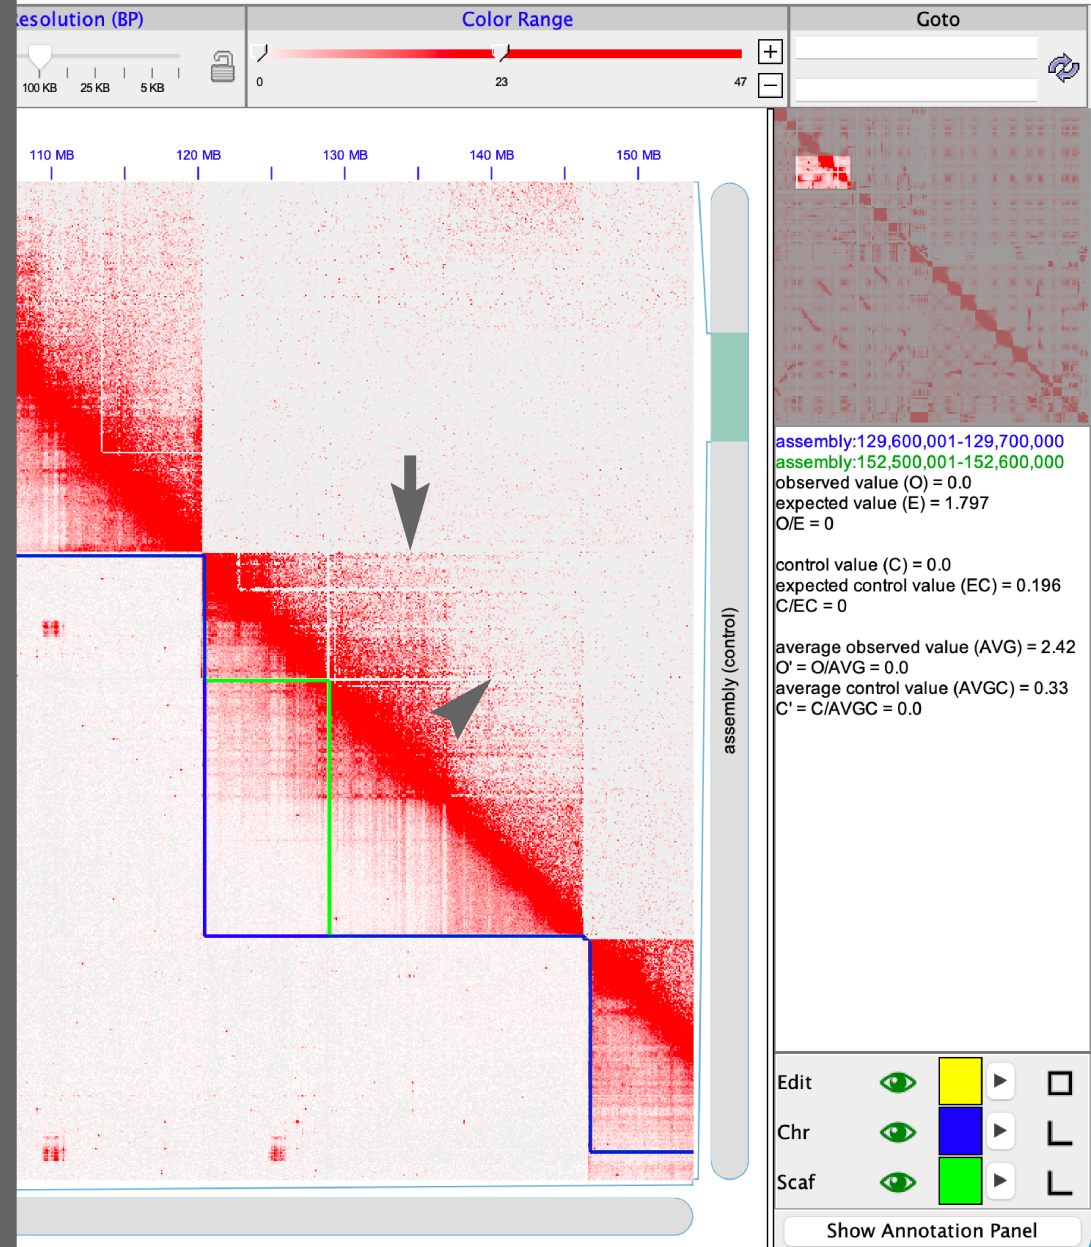 esolution (BP)
Color Range
Goto
100 KB 25 KB 5 KB
0 23 47
110 MB 120 MB 130 MB 140 MB 150 MB
assembly (control)
assembly:129,600,001-129,700,000
assembly:152,500,001-152,600,000
observed value (O) = 0.0
expected value (E) = 1.797
O/E = 0
control value (C) = 0.0
expected control value (EC) = 0.196
C/EC = 0
average observed value (AVG) = 2.42
O' = O/AVG = 0.0
average control value (AVGC) = 0.33
C' = C/AVGC = 0.0
Edit
Chr
Scaf
Show Annotation Panel